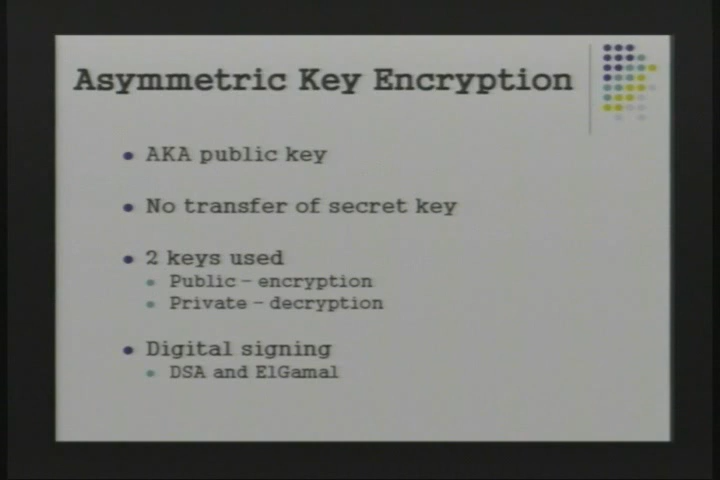 Asymmetric Key Encryption
AKA public key
No transfer of secret key
2 keys used
Public – encryption
Private – decryption
Digital signing
DSA and ElGamal